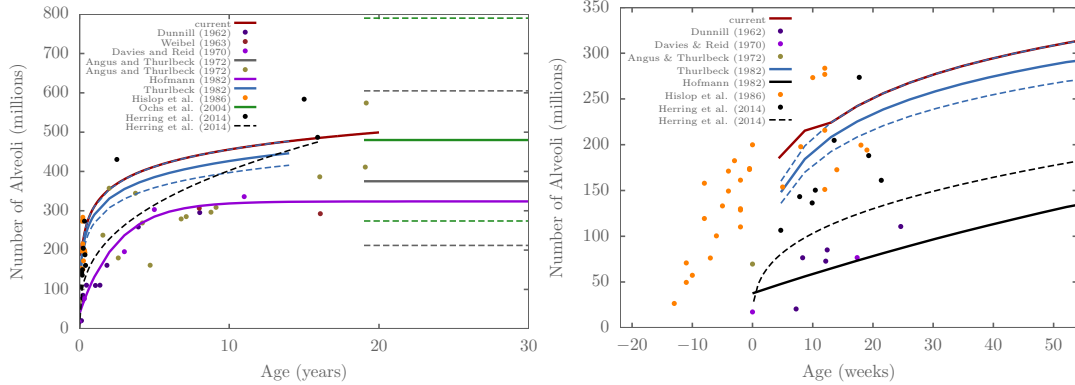 current
Dunnill (1962)
Weibel (1963)
Davies and Reid (1970)
Angus and Thurlbeck (1972)
Angus and Thurlbeck (1972)
Hofmann (1982)
Thurlbeck (1982)
Hislop et al. (1986)
Ochs et al. (2004)
Herring et al. (2014)
Herring et al. (2014)
Number of Alveoli (millions)
800
700
600
500
400
300
200
100
0
0
10
20
30
Age (years)
current
Dunnill (1962)
Davies & Reid (1970)
Angus & Thurlbeck (1972)
Thurlbeck (1982)
Hofmann (1982)
Hislop et al. (1986)
Herring et al. (2014)
Herring et al. (2014)
Number of Alveoli (millions)
350
300
250
200
150
100
50
0
−20
−10
0
10
20
30
40
50
Age (weeks)